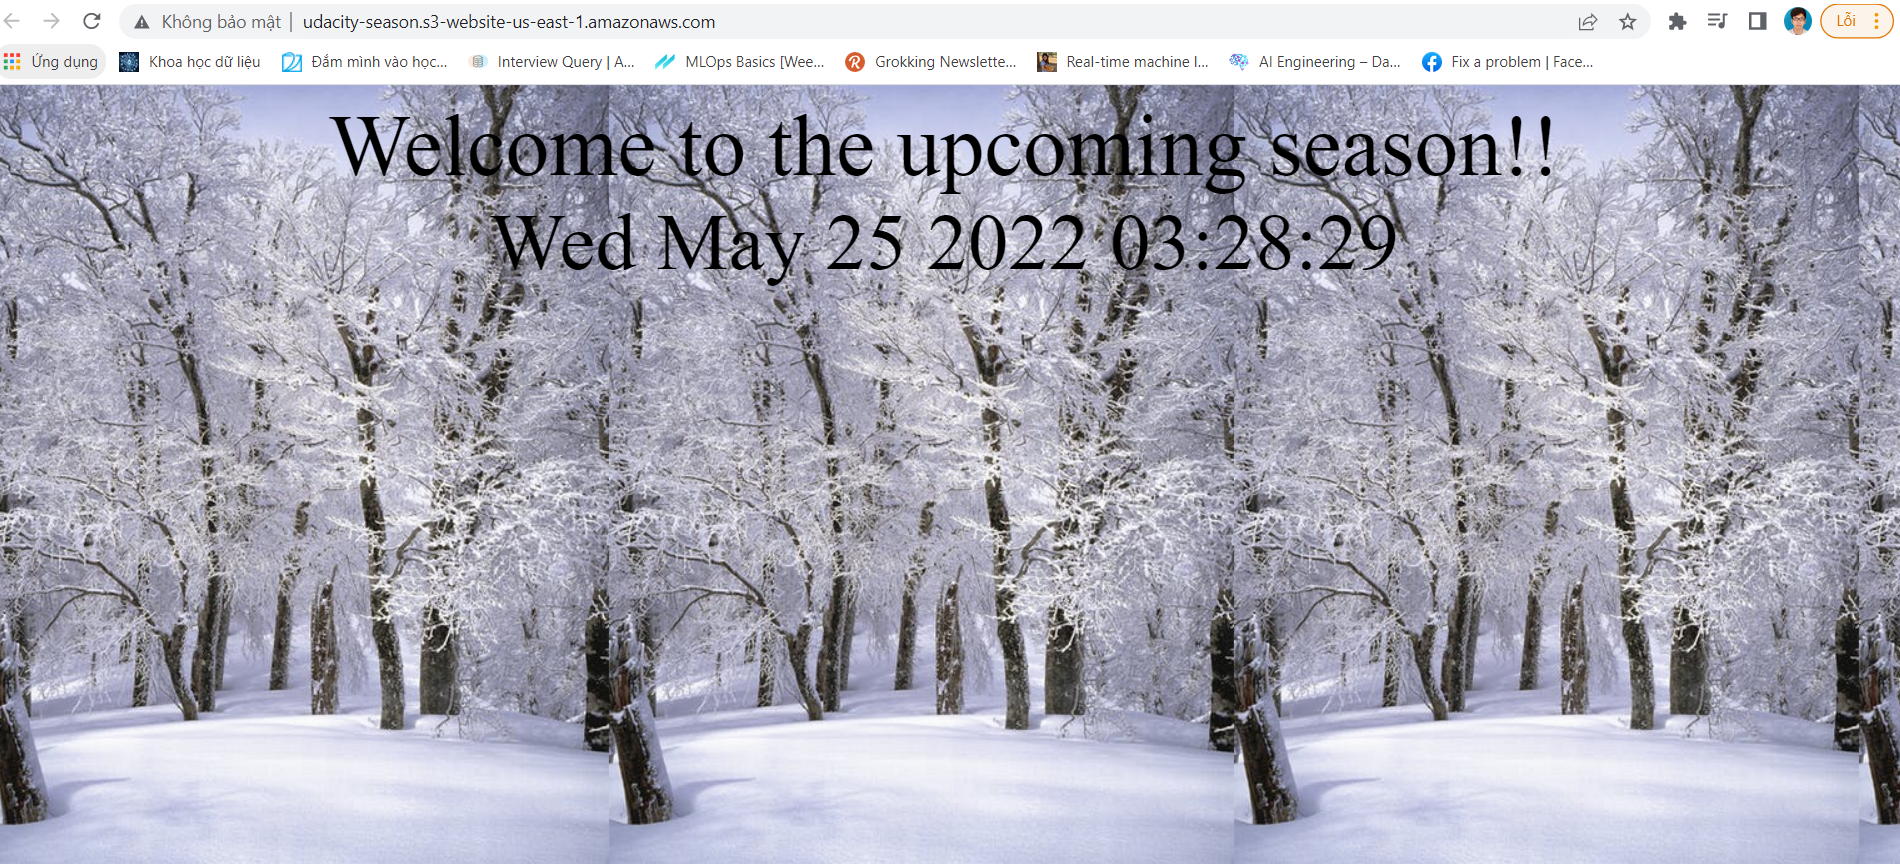 Không bảo mật | udacity-season.s3-website-us-east-1.amazonaws.com
Lỗi
Ứng dụng Khoa học dữ liệu Đắm mình vào học... Interview Query | A... MLOps Basics [Wee... Grokking Newslette... Real-time machine l... AI Engineering – Da... Fix a problem | Face...
Welcome to the upcoming season!!
Wed May 25 2022 03:28:29